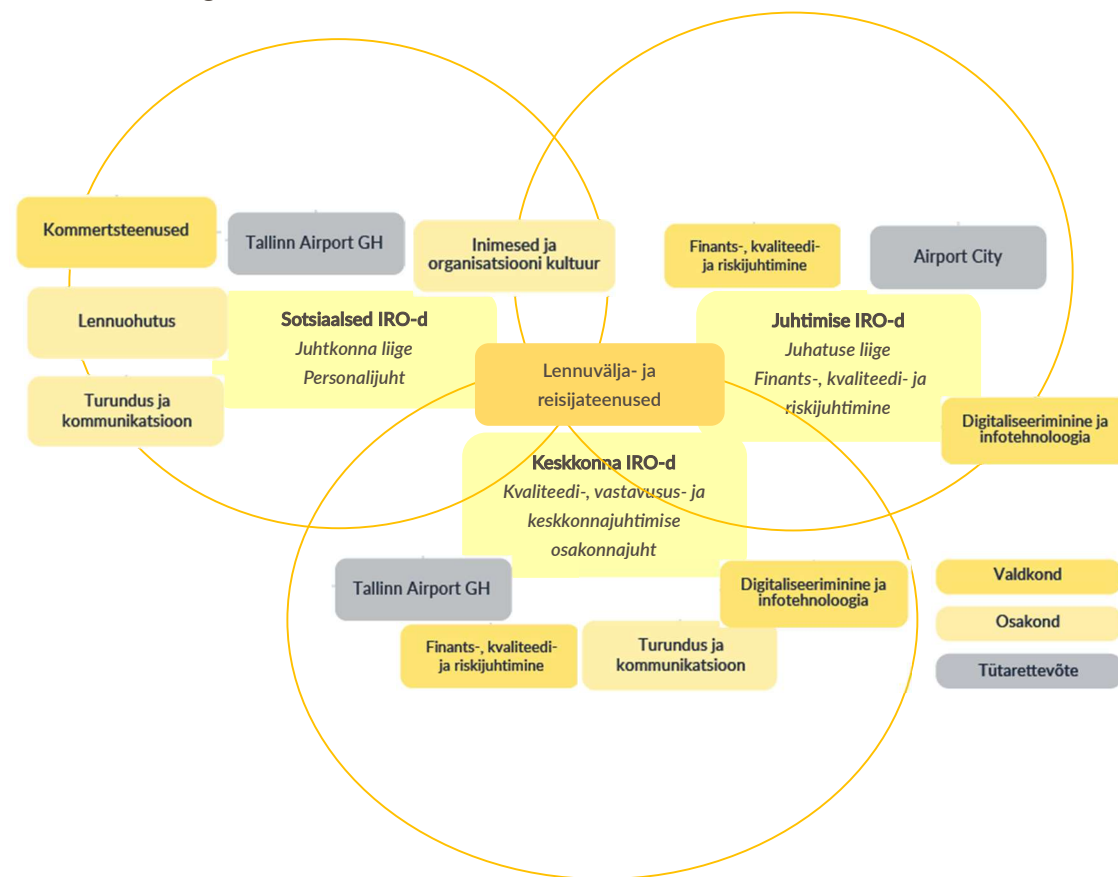 Kommertsteenused
Tallinn Airport GH
Inimesed ja
organisatsiooni kultuur
Finants-, kvaliteedi-
ja riskijuhtimine
Airport City
Lennuohutus
Sotsiaalsed IRO-d
Juhtkonna liige
Personalijuht
Juhtimise IRO-d
Juhatuse liige
Finants-, kvaliteedi- ja
riskijuhtimine
Lennuvälja- ja
reisijateenused
Turundus ja
kommunikatsioon
Digitaliseeriminine ja
infotehnoloogia
Keskkonna IRO-d
Kvaliteedi-, vastavusus- ja
keskkonnajuhtimise
osakonnajuht
Tallinn Airport GH
Digitaliseeriminine ja
infotehnoloogia
Finants-, kvaliteedi-
ja riskijuhtimine
Turundus ja
kommunikatsioon
Valdkond
Osakond
Tütarettevõte